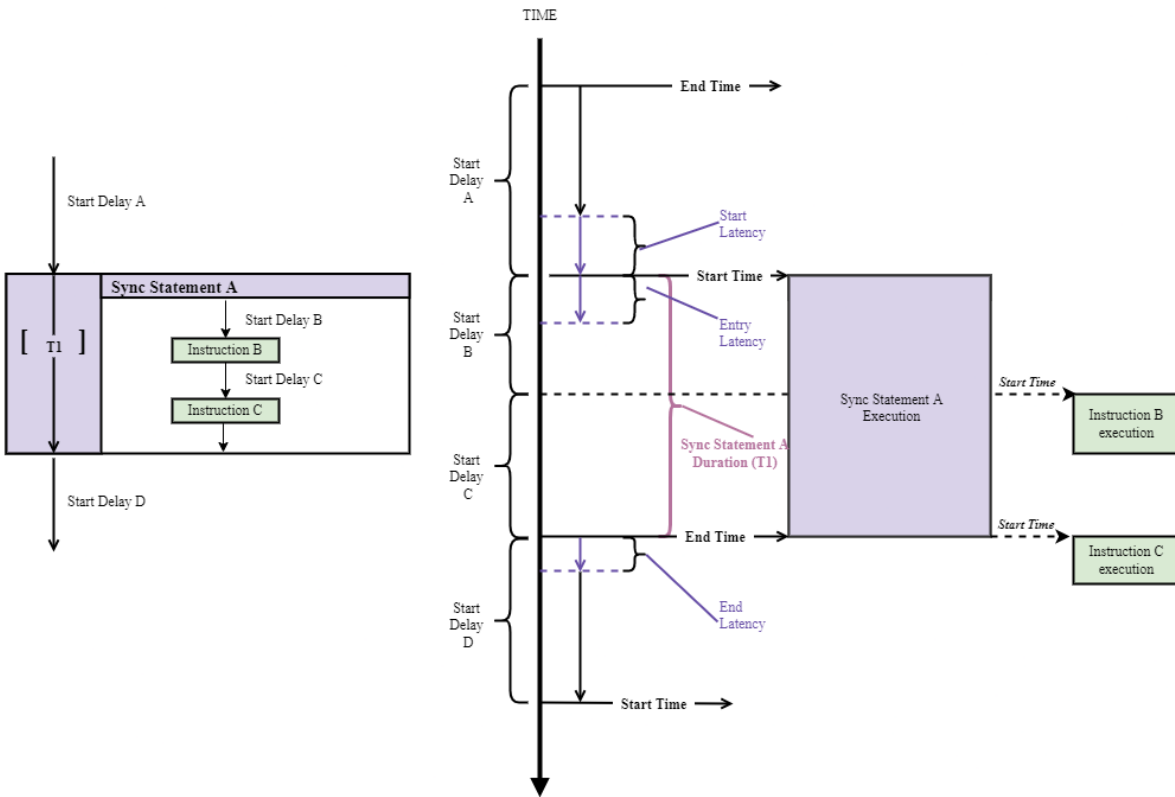 TIME
End Time
Start
Delay
A
Start Delay A
Start
Latency
Start Time
Sync Statement A
Start Delay B
[ T1 ]
Instruction B
Start Delay C
Instruction C
Start
Delay
B
Entry
Latency
Sync Statement A
Execution
Start Time
Instruction B
execution
Sync Statement A
Duration (T1)
Start
Delay
C
Start Delay D
End Time
Start Time
Instruction C
execution
Start
Delay
D
End
Latency
Start Time